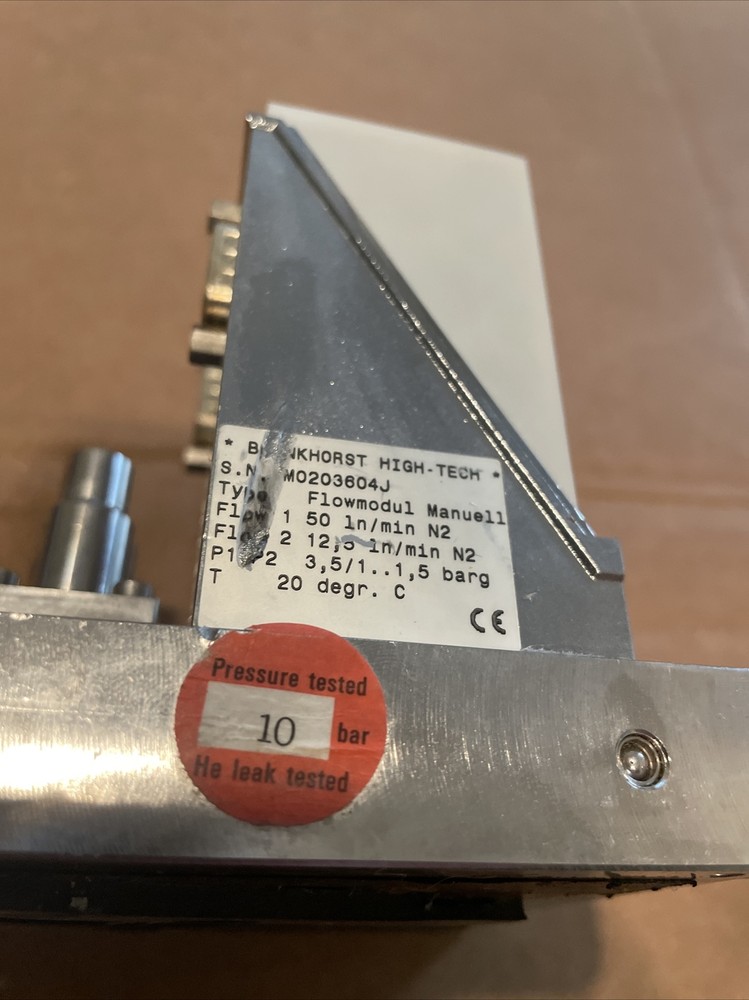 * B NKHORST HIGH-TECH *
S.N. M0203604J
Type Flowmodul Manuell
Flow 1 50 ln/min N2
Flow 2 12,5 ln/min N2
P1 P2 3,5/1..1,5 barg
T 20 degr. C
CE
Pressure tested
10 bar
He leak tested